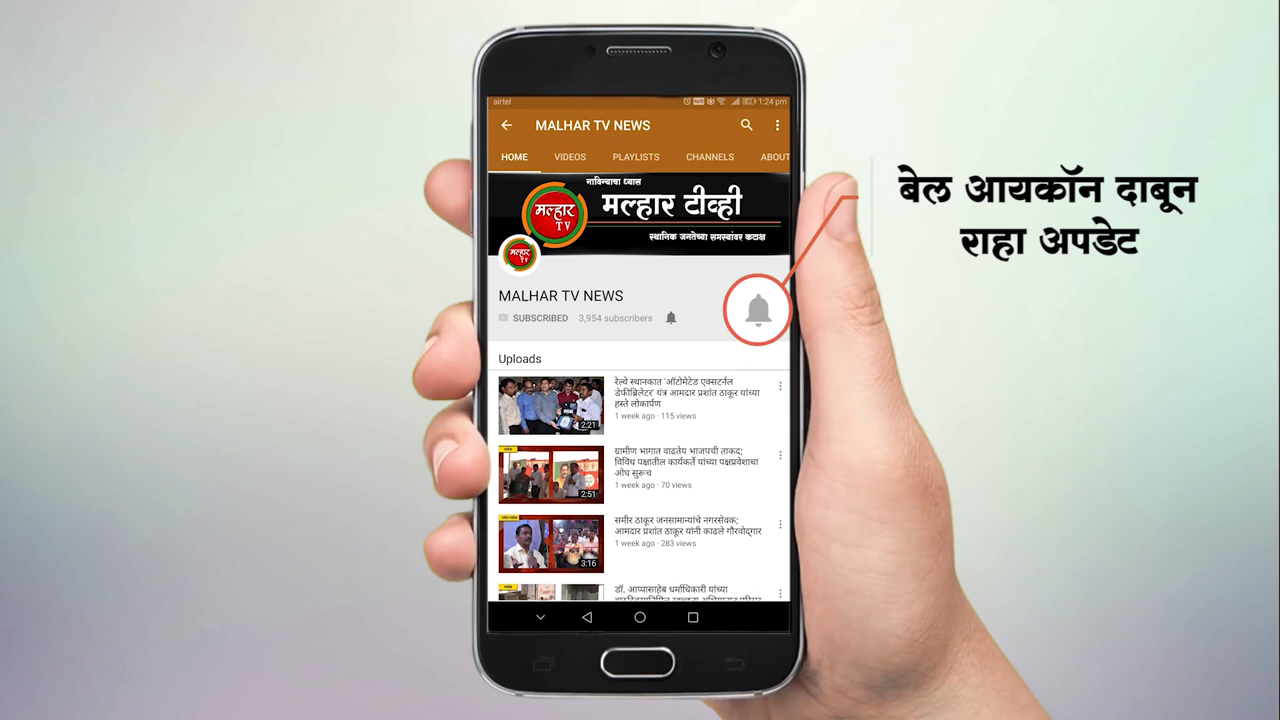 airtel
1:24 pm
MALHAR TV NEWS
HOME VIDEOS PLAYLISTS CHANNELS ABOUT
नाविन्याचा ध्यास
मल्हार टीव्ही
मल्हार
TV
स्थानिक जनतेच्या समस्यांवर कटाक्ष
मल्हार
TV
बेल आयकॉन दाबून
राहा अपडेट
MALHAR TV NEWS
SUBSCRIBED 3,954 subscribers
Uploads
रेल्वे स्थानकात 'ऑटोमेटेड एक्सटर्नल
डेफीब्रिलेटर' यंत्र आमदार प्रशांत ठाकूर यांच्या
हस्ते लोकार्पण
1 week ago · 115 views
2:21
ग्रामीण भागात वाढतेय भाजपची ताकद;
विविध पक्षातील कार्यकर्ते यांच्या पक्षप्रवेशाचा
ओघ सुरूच
1 week ago · 70 views
2:51
समीर ठाकूर जनसामान्यांचे नगरसेवक;
आमदार प्रशांत ठाकूर यांनी काढले गौरवोद्गार
1 week ago · 283 views
3:16
डॉ. आप्पासाहेब धर्माधिकारी यांच्या